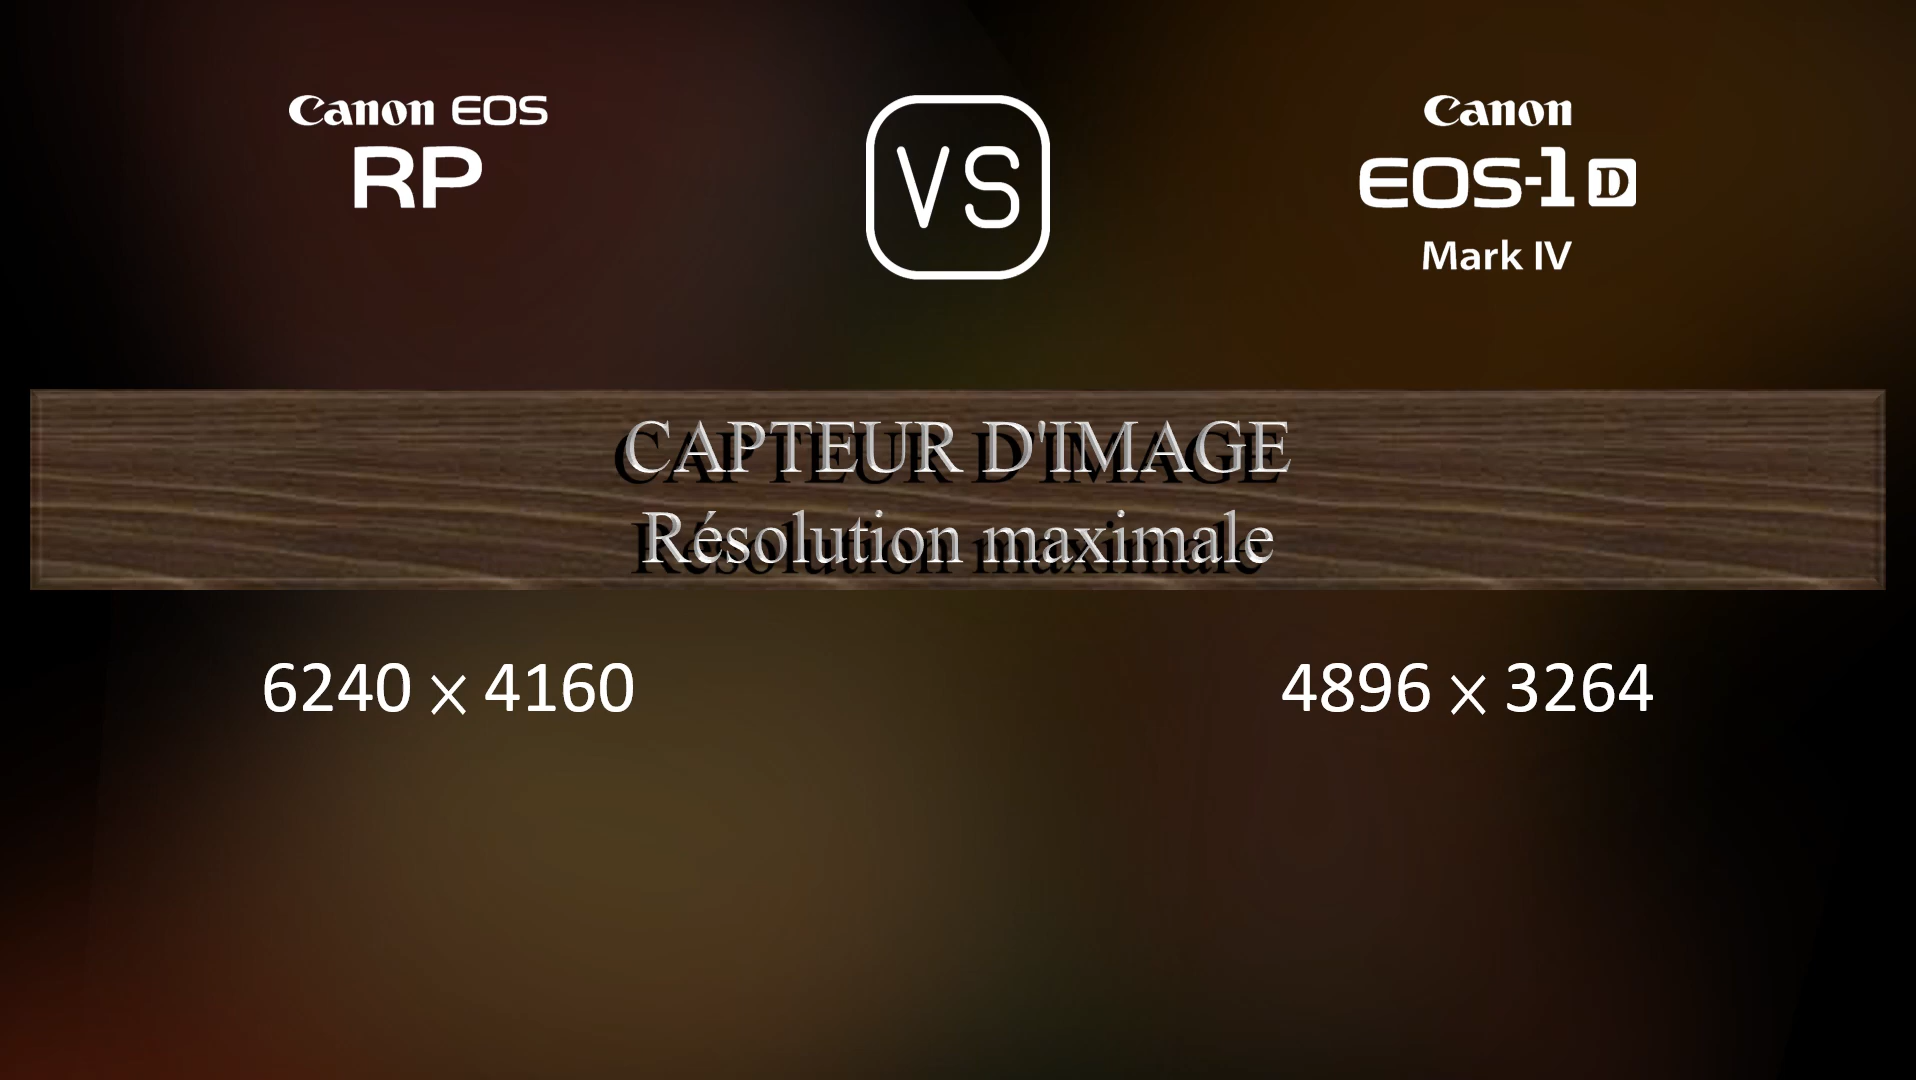 Canon EOS
RP
VS
Canon
EOS-1D
Mark IV
CAPTEUR D'IMAGE
Résolution maximale
6240 x 4160
4896 x 3264